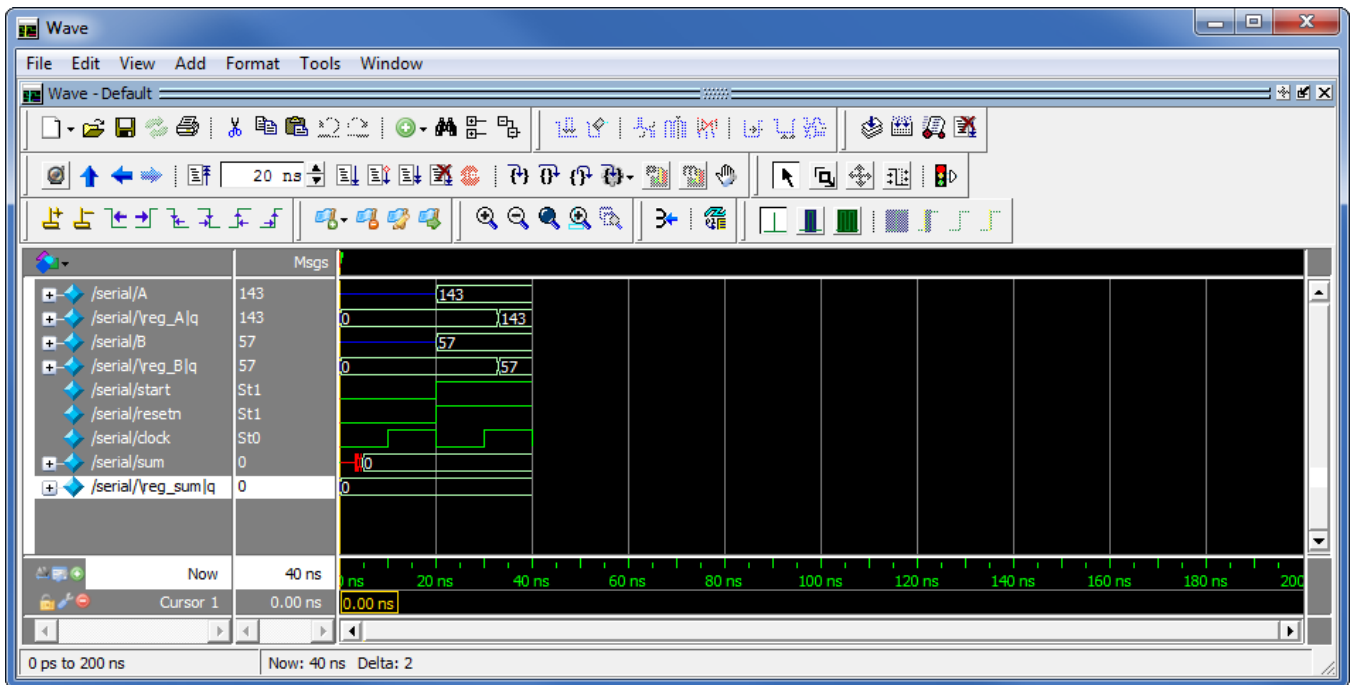 Wave
File Edit View Add Format Tools Window
Wave - Default
20 ns
Msgs
/serial/A 143 143
/serial/\reg_A|q 143 0 143
/serial/B 57 57
/serial/\reg_B|q 57 0 57
/serial/start St1
/serial/resetn St1
/serial/clock St0
/serial/sum 0 0
/serial/\reg_sum|q 0 0
Now 40 ns ns 20 ns 40 ns 60 ns 80 ns 100 ns 120 ns 140 ns 160 ns 180 ns 200
Cursor 1 0.00 ns 0.00 ns
0 ps to 200 ns Now: 40 ns Delta: 2